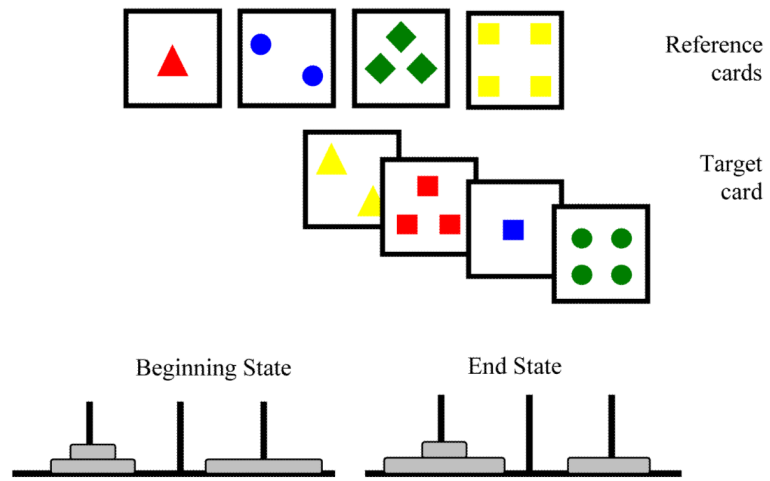 Reference
cards
Target
card
Beginning State
End State